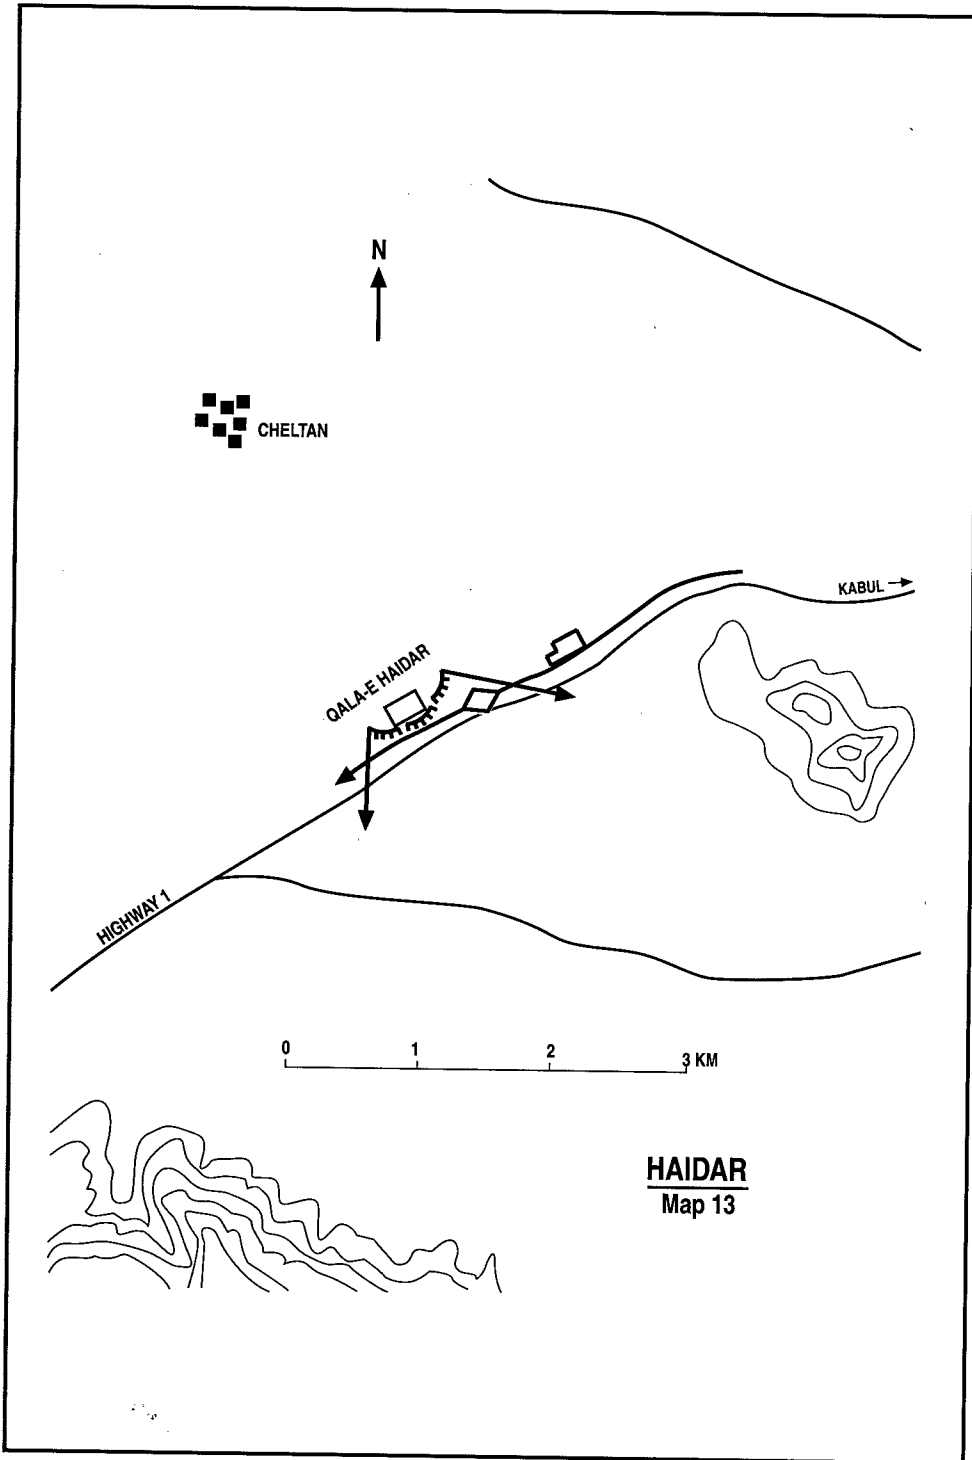 N
CHELTAN
KABUL
QALA-E HAIDAR
HIGHWAY 1
0 1 2 3 KM
HAIDAR
Map 13